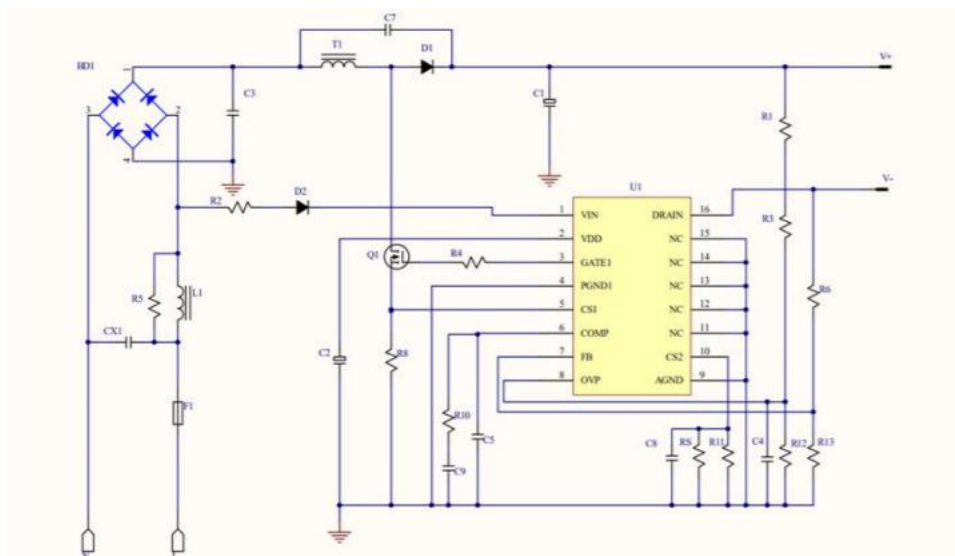 C7
T1
D1
BD1
1
V+
3
2
C3
C1
R1
4
V-
U1
R2
D2
1 VIN DRAIN 16
R3
2 VDD NC 15
Q1
R4
3 GATE1 NC 14
4 PGND1 NC 13
R6
R5
L1
5 CS1 NC 12
CX1
6 COMP NC 11
C2
R8
7 FB CS2 10
8 OVP AGND 9
F1
R10
C5
C8
RS
R11
C4
R12
R13
C9